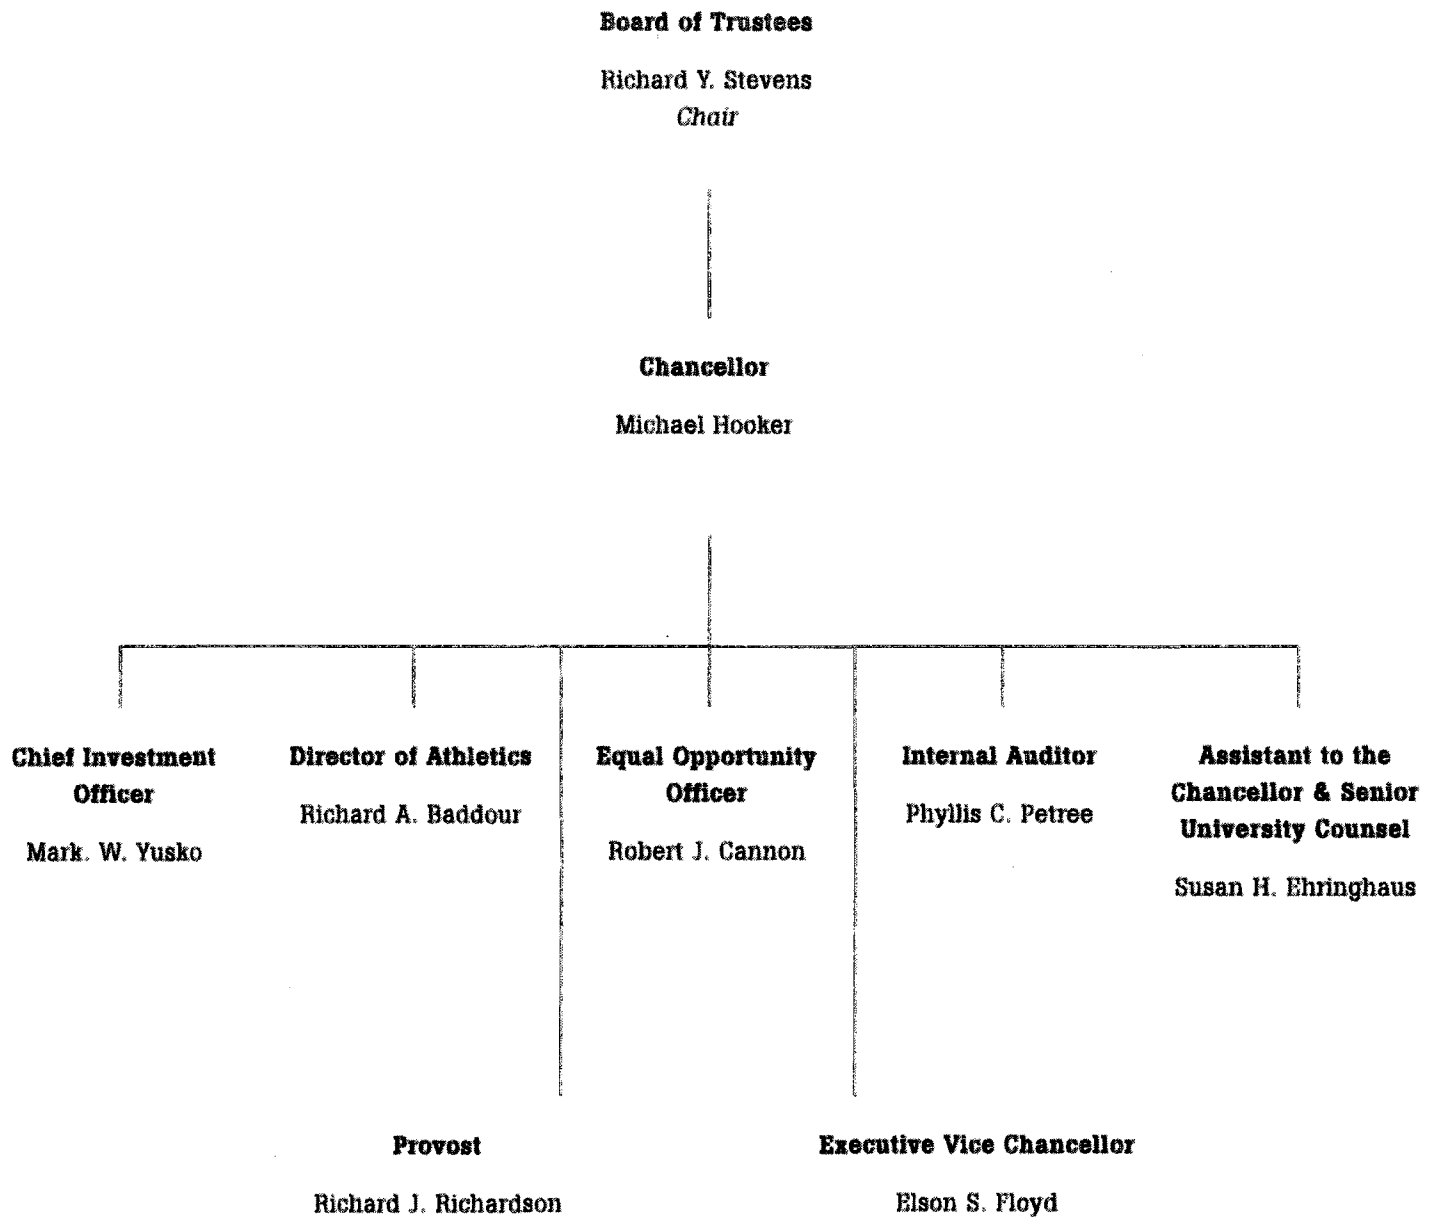 Board of Trustees
Richard Y. Stevens
Chair
Chancellor
Michael Hooker
Chief Investment
Officer
Mark. W. Yusko
Director of Athletics
Richard A. Baddour
Equal Opportunity
Officer
Robert J. Cannon
Internal Auditor
Phyllis C. Petree
Assistant to the
Chancellor & Senior
University Counsel
Susan H. Ehringhaus
Provost
Richard J. Richardson
Executive Vice Chancellor
Elson S. Floyd